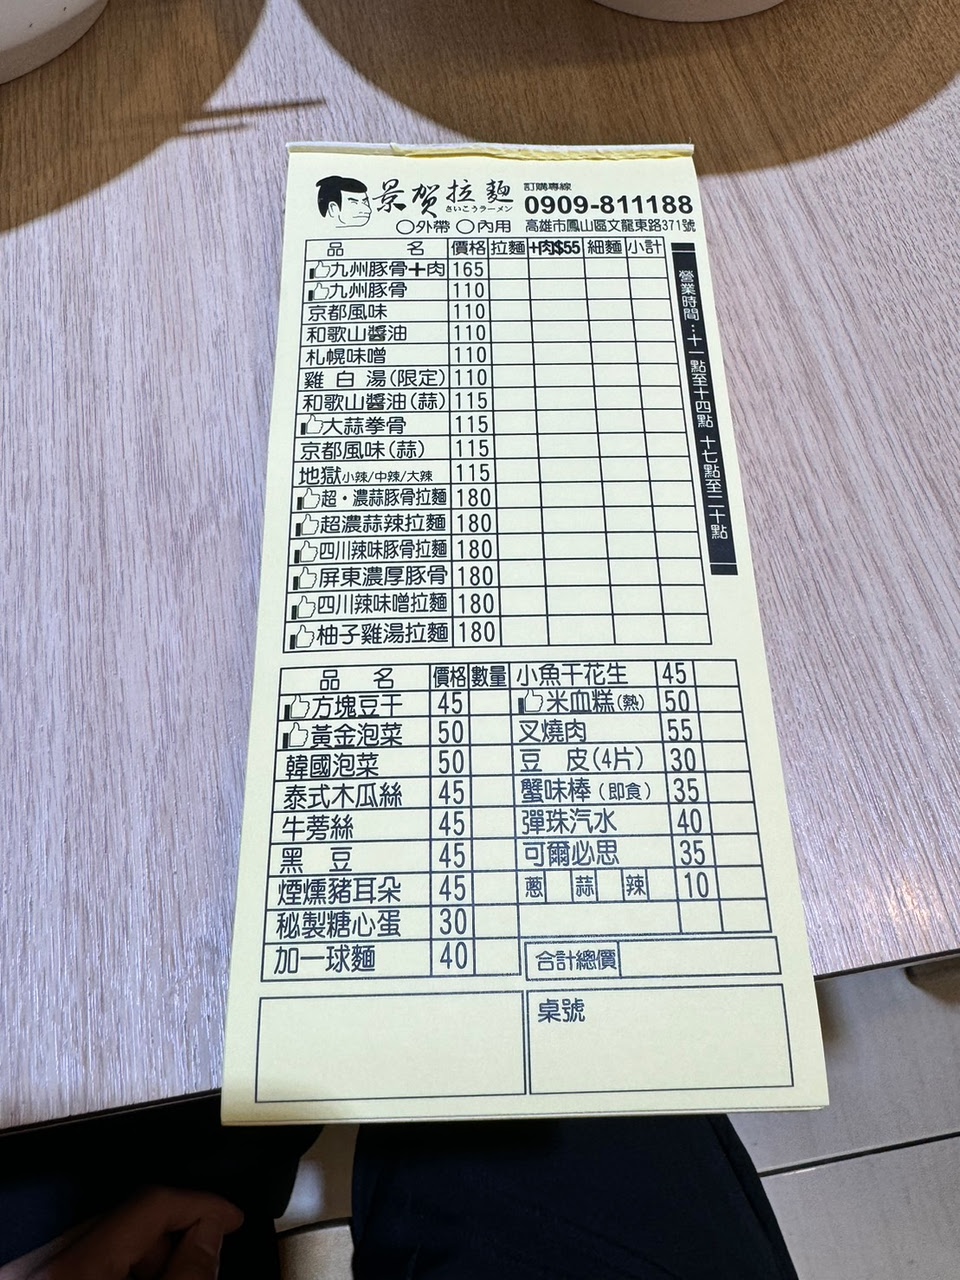 景賀拉麵
さいこうラーメン
訂購專線
0909-811188
○外帶 ○內用 高雄市鳳山區文龍東路371號
品 名 價格 拉麵 +肉$55 細麵 小計
九州豚骨+肉 165
九州豚骨 110
京都風味 110
和歌山醬油 110
札幌味噌 110
雞白湯(限定) 110
和歌山醬油(蒜) 115
大蒜拳骨 115
京都風味(蒜) 115
地獄小辣/中辣/大辣 115
超・濃蒜豚骨拉麵 180
超濃蒜辣拉麵 180
四川辣味豚骨拉麵 180
屏東濃厚豚骨 180
四川辣味噌拉麵 180
柚子雞湯拉麵 180
營業時間:十一點至十四點 十七點至二十點
品 名 價格 數量
方塊豆干 45
黃金泡菜 50
韓國泡菜 50
泰式木瓜絲 45
牛蒡絲 45
黑 豆 45
煙燻豬耳朵 45
秘製糖心蛋 30
加一球麵 40
小魚干花生 45
米血糕(熱) 50
叉燒肉 55
豆 皮(4片) 30
蟹味棒(即食) 35
彈珠汽水 40
可爾必思 35
蔥 蒜 辣 10
合計總價
桌號